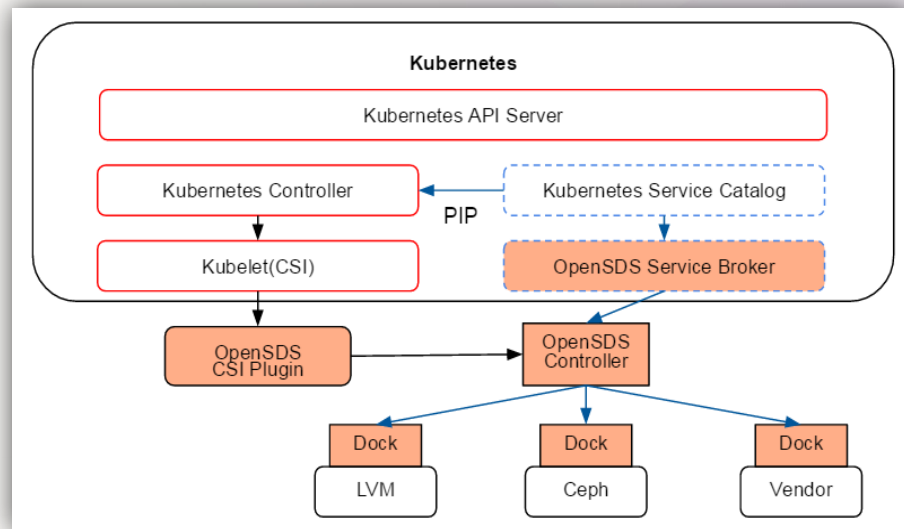 Kubernetes
Kubernetes API Server
Kubernetes Controller
Kubernetes Service Catalog
PIP
Kubelet(CSI)
OpenSDS Service Broker
OpenSDS
CSI Plugin
OpenSDS
Controller
Dock
Dock
Dock
LVM
Ceph
Vendor